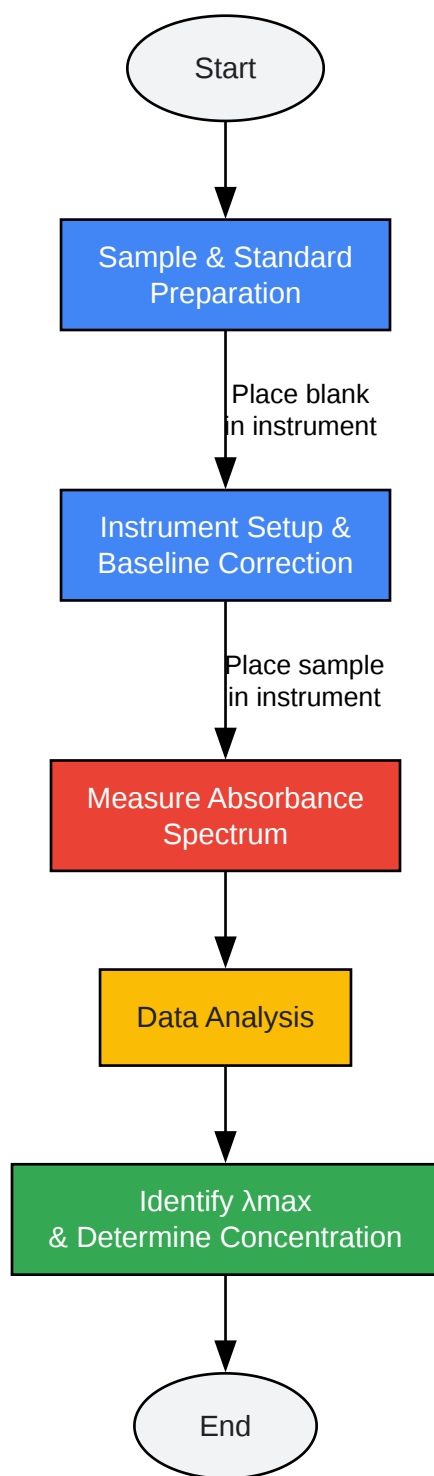 Start
Sample & Standard
Preparation
Place blank
in instrument
Instrument Setup &
Baseline Correction
Place sample
in instrument
Measure Absorbance
Spectrum
Data Analysis
Identify λmax
& Determine Concentration
End